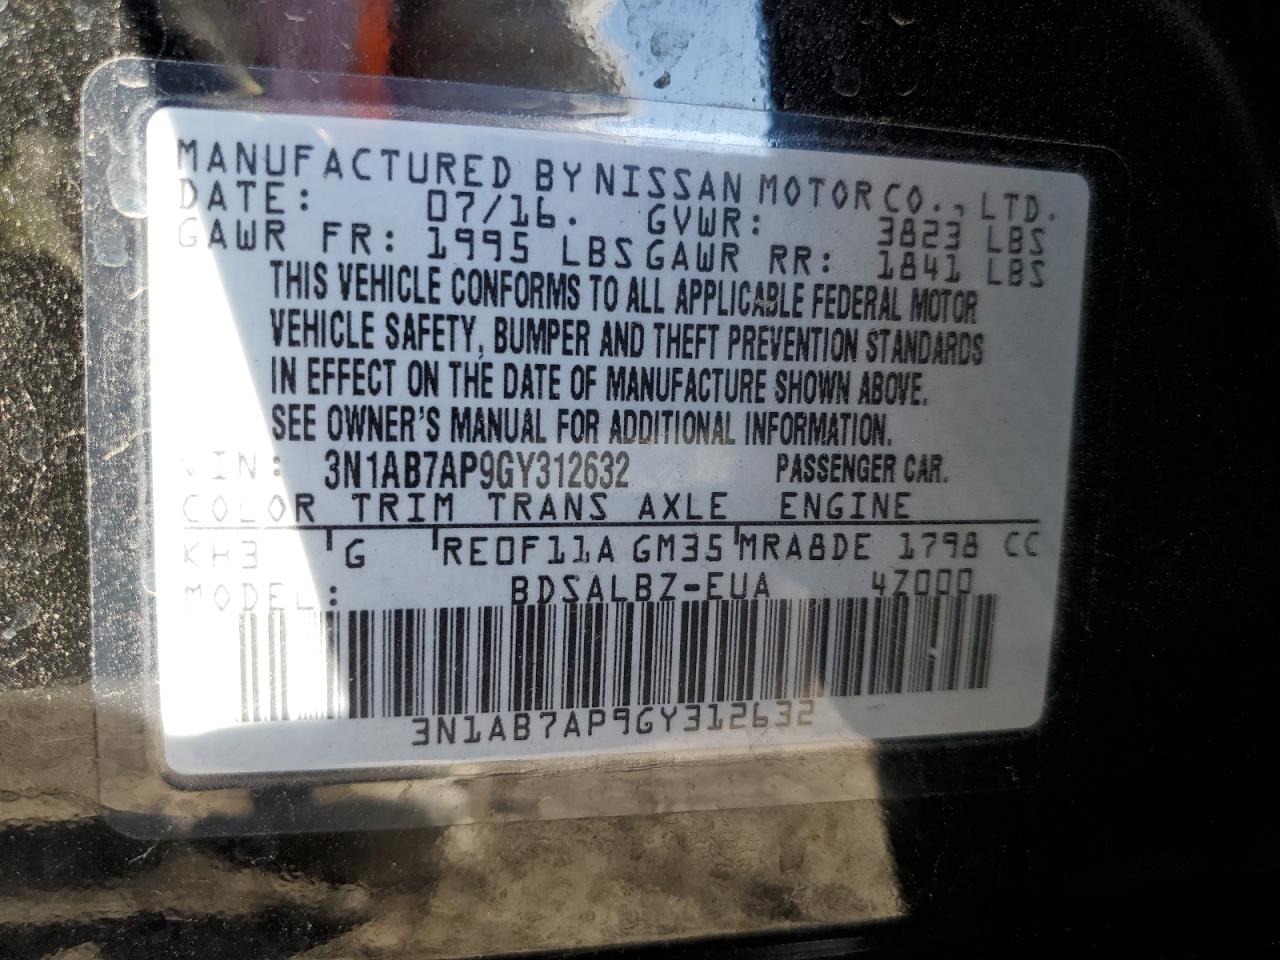 MANUFACTURED BY NISSAN MOTOR CO., LTD.
DATE: 07/16. GVWR: 3823 LBS
GAWR FR: 1995 LBS GAWR RR: 1841 LBS
THIS VEHICLE CONFORMS TO ALL APPLICABLE FEDERAL MOTOR
VEHICLE SAFETY, BUMPER AND THEFT PREVENTION STANDARDS
IN EFFECT ON THE DATE OF MANUFACTURE SHOWN ABOVE.
SEE OWNER'S MANUAL FOR ADDITIONAL INFORMATION.
VIN: 3N1AB7AP9GY312632 PASSENGER CAR.
COLOR TRIM TRANS AXLE ENGINE
KH3 G RE0F11A GM35 MRA8DE 1798 CC
MODEL: BDSALBZ-EUA 4Z000
3N1AB7AP9GY312632